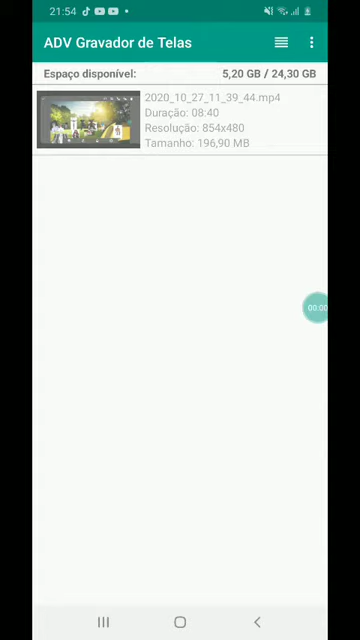 21:54
ADV Gravador de Telas
Espaço disponível: 5,20 GB / 24,30 GB
2020_10_27_11_39_44.mp4
Duração: 08:40
Resolução: 854x480
Tamanho: 196,90 MB
00:00